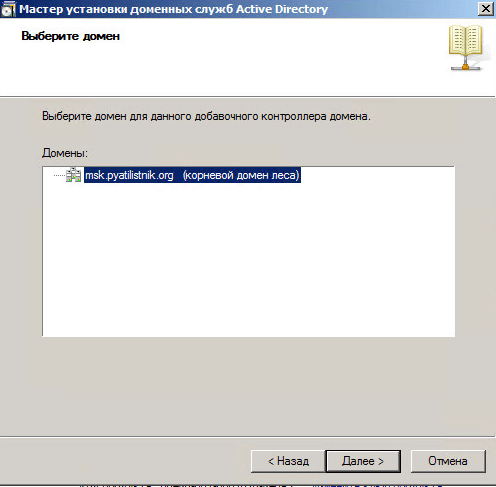 Мастер установки доменных служб Active Directory
Выберите домен
Выберите домен для данного добавочного контроллера домена.
Домены:
msk.pyatilistnik.org (корневой домен леса)
< Назад
Далее >
Отмена